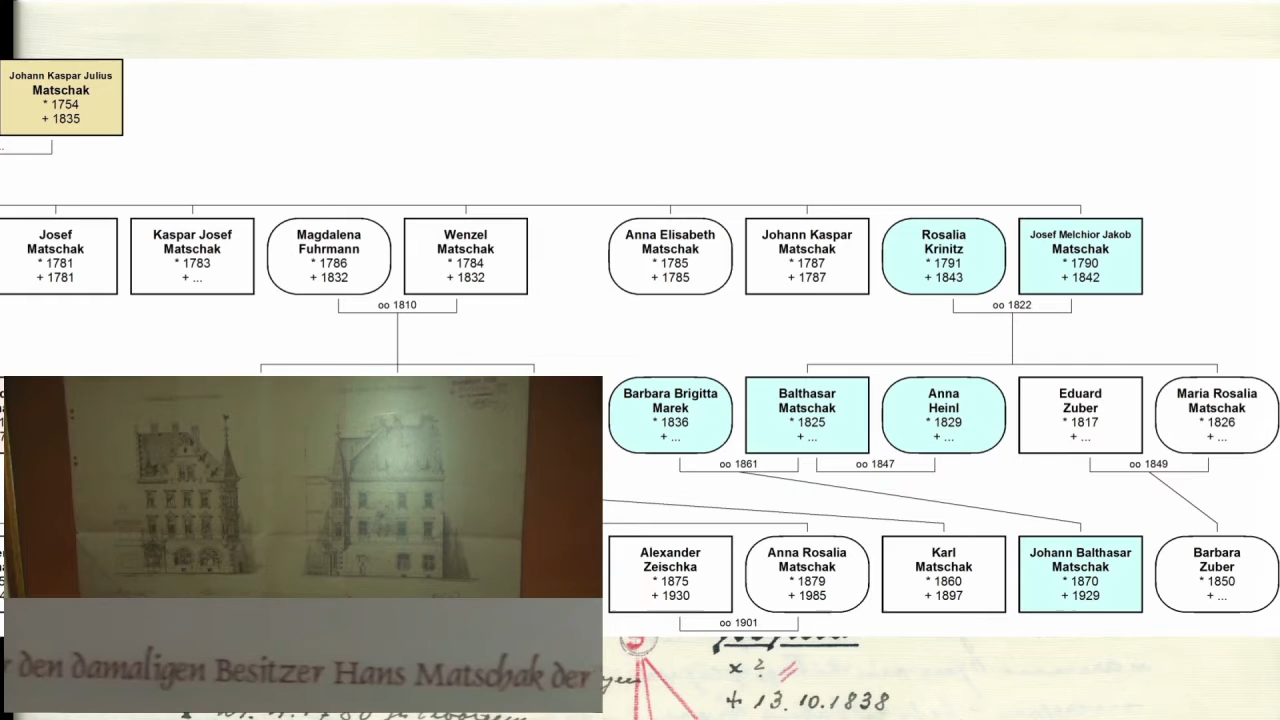 Johann Kaspar Julius
Matschak
* 1754
+ 1835
..
Josef
Matschak
* 1781
+ 1781
Kaspar Josef
Matschak
* 1783
+ ...
Magdalena
Fuhrmann
* 1786
+ 1832
Wenzel
Matschak
* 1784
+ 1832
Anna Elisabeth
Matschak
* 1785
+ 1785
Johann Kaspar
Matschak
* 1787
+ 1787
Rosalia
Krinitz
* 1791
+ 1843
Josef Melchior Jakob
Matschak
* 1790
+ 1842
oo 1810
oo 1822
Barbara Brigitta
Marek
* 1836
+ ...
Balthasar
Matschak
* 1825
+ ...
Anna
Heinl
* 1829
+ ...
Eduard
Zuber
* 1817
+ ...
Maria Rosalia
Matschak
* 1826
+ ...
oo 1861
oo 1847
oo 1849
Alexander
Zeischka
* 1875
+ 1930
Anna Rosalia
Matschak
* 1879
+ 1985
Karl
Matschak
* 1860
+ 1897
Johann Balthasar
Matschak
* 1870
+ 1929
Barbara
Zuber
* 1850
+ ...
oo 1901
den damaligen Besitzer Hans Matschak der
x ?
+ 13.10.1838